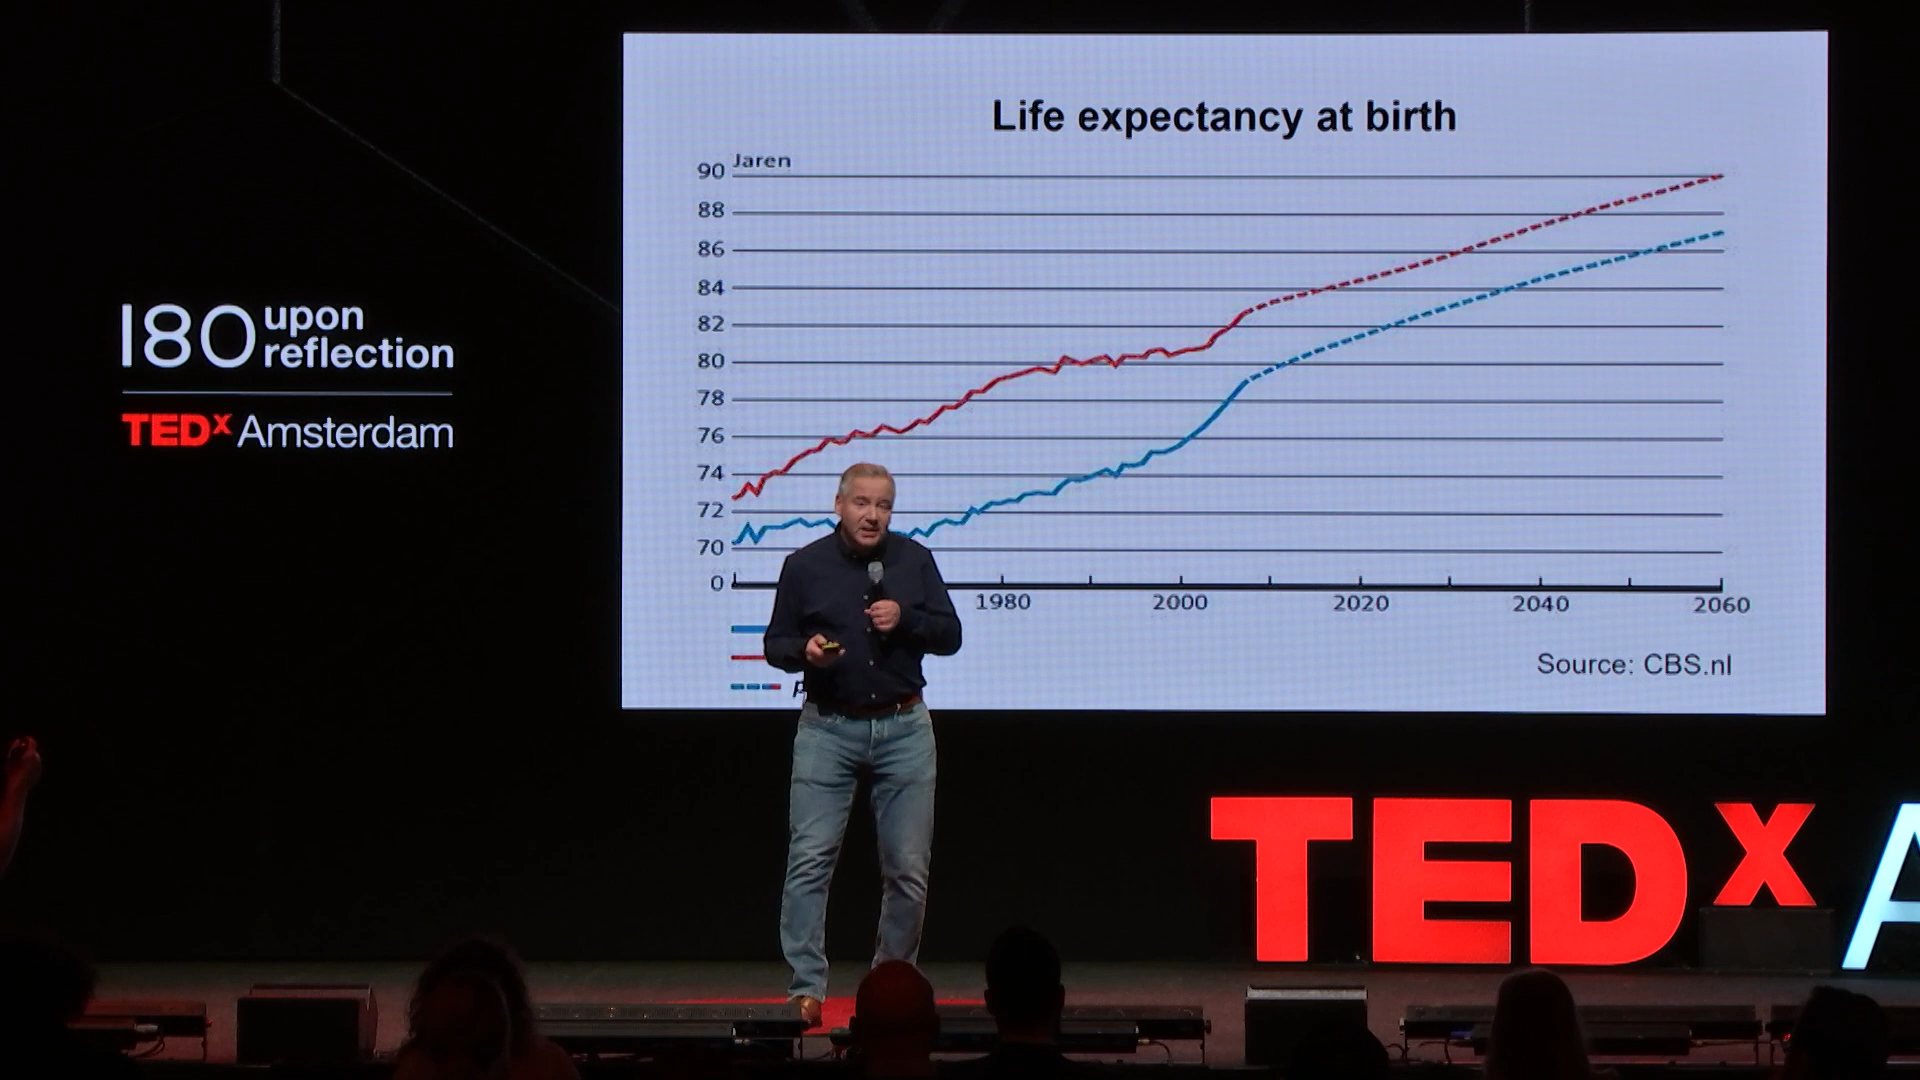 Life expectancy at birth
Jaren
90
88
86
84
82
80
78
76
74
72
70
0
1980
2000
2020
2040
2060
Source: CBS.nl
180 upon
reflection
TEDx Amsterdam
TEDx A